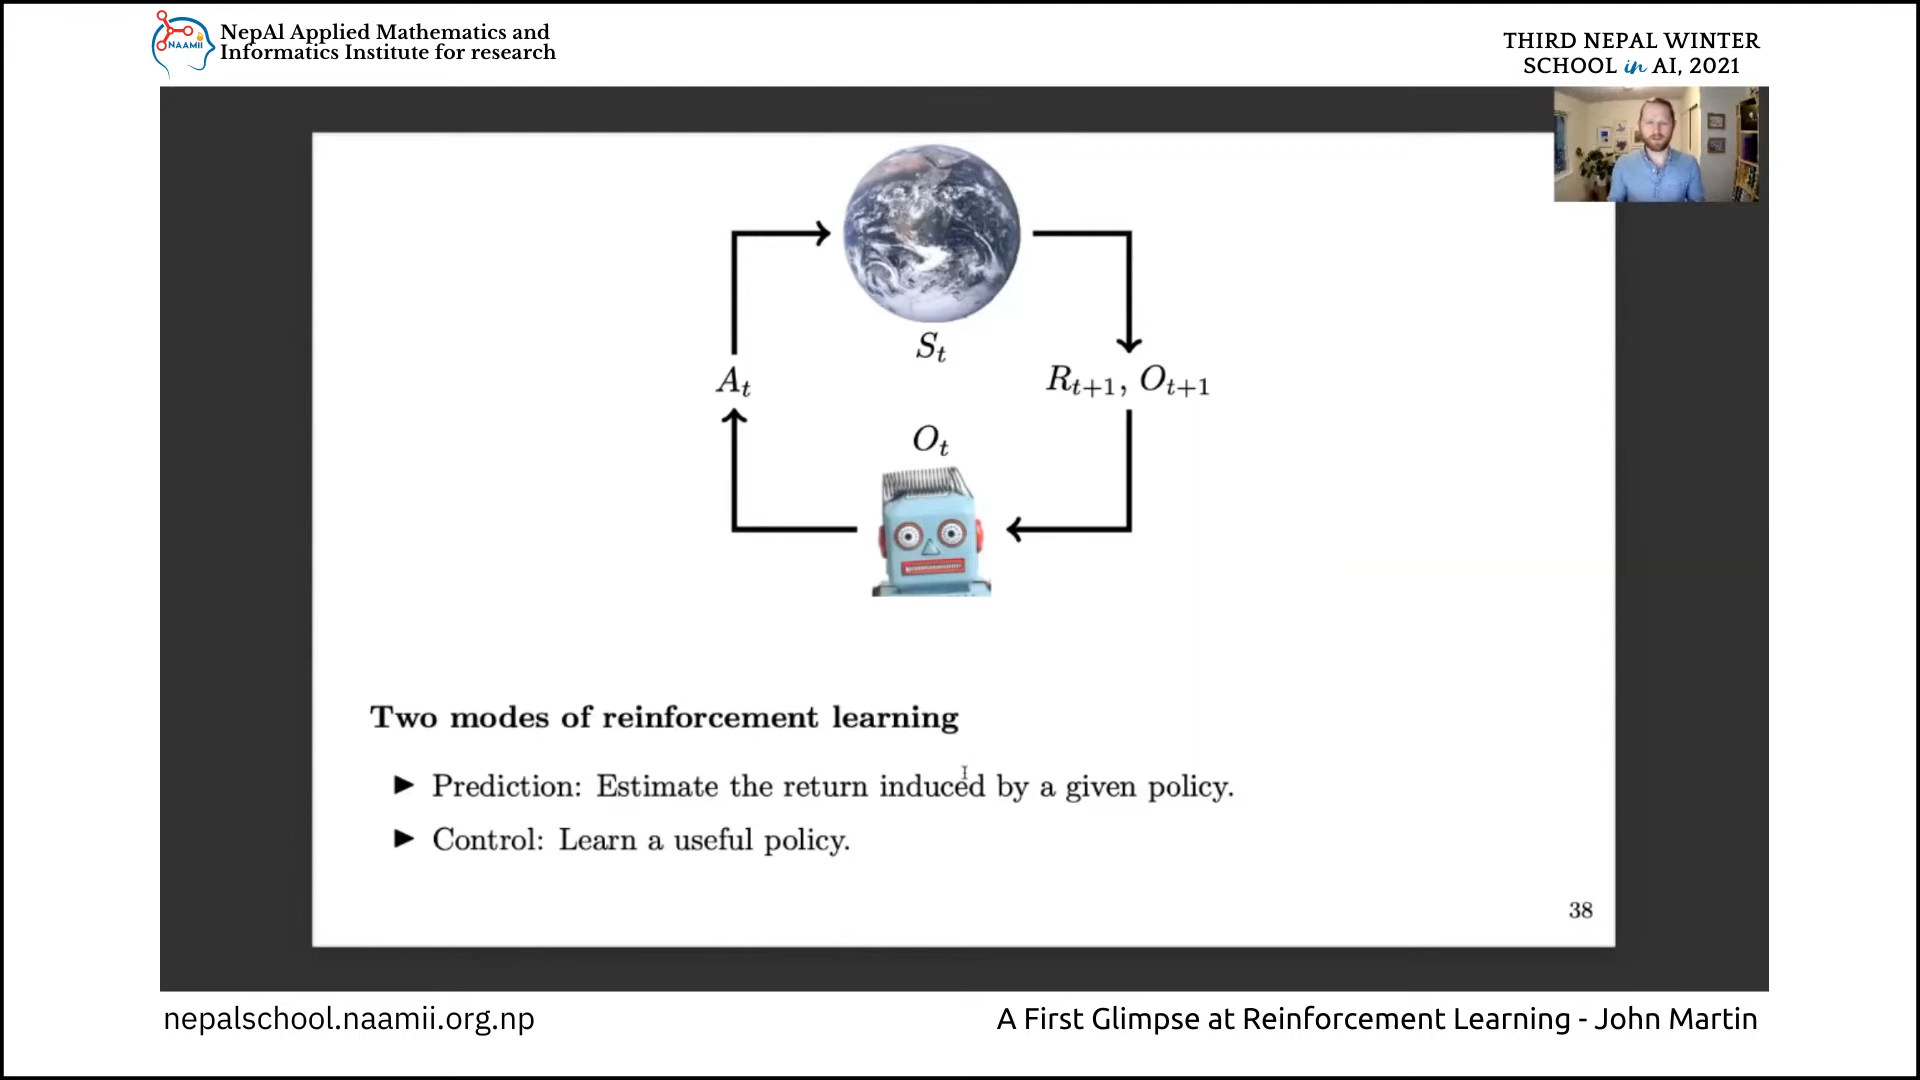 NAAMII
NepAl Applied Mathematics and
Informatics Institute for research
THIRD NEPAL WINTER
SCHOOL in AI, 2021
S_t
A_t
R_{t+1}, O_{t+1}
O_t
Two modes of reinforcement learning
▶ Prediction: Estimate the return induced by a given policy.
▶ Control: Learn a useful policy.
38
nepalschool.naamii.org.np
A First Glimpse at Reinforcement Learning - John Martin